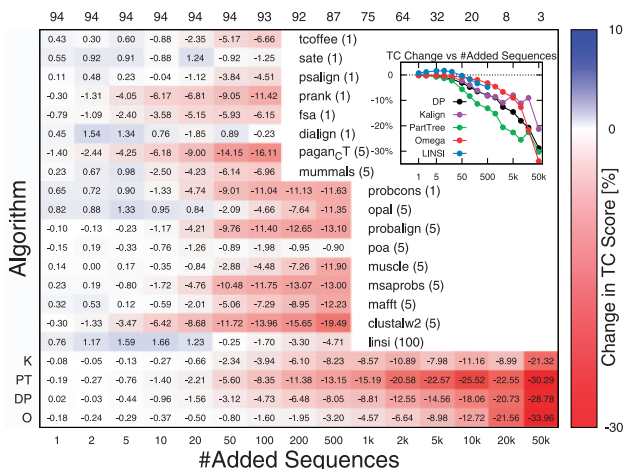 94 94 94 94 94 94 93 92 87 75 64 32 20 8 3
0.43 0.30 0.60 -0.88 -2.35 -5.17 -6.66 tcoffee (1)
0.55 0.92 0.91 -0.88 1.24 -0.92 -1.25 sate (1)
0.11 0.48 0.23 -0.04 -1.12 -3.84 -4.51 psalign (1)
-0.30 -1.31 -4.05 -6.17 -6.81 -9.05 -11.42 prank (1)
-0.79 -1.09 -2.40 -3.58 -5.15 -5.93 -6.15 fsa (1)
0.45 1.54 1.34 0.76 -1.85 0.89 -0.23 dialign (1)
-1.40 -2.44 -4.25 -6.18 -9.00 -14.15 -16.11 paganCT (5)
0.23 0.67 0.98 -2.50 -4.23 -6.14 -6.96 mummals (5)
0.65 0.72 0.90 -1.33 -4.74 -9.01 -11.04 -11.13 -11.63 probcons (1)
0.82 0.88 1.33 0.95 0.84 -2.09 -4.66 -7.64 -11.35 opal (5)
-0.10 -0.13 -0.23 -1.17 -4.21 -9.76 -11.40 -12.65 -13.10 probalign (5)
-0.15 0.19 -0.33 -0.76 -1.26 -0.89 -1.98 -0.95 -0.90 poa (5)
0.14 0.00 0.17 -0.35 -0.84 -2.88 -4.48 -7.26 -11.90 muscle (5)
0.23 0.19 -0.80 -1.72 -4.76 -10.48 -11.75 -13.07 -13.00 msaprobs (5)
0.32 0.53 0.12 -0.59 -2.01 -5.06 -7.29 -8.95 -12.23 mafft (5)
-0.30 -1.33 -3.47 -6.42 -8.68 -11.72 -13.96 -15.65 -19.49 clustalw2 (5)
0.76 1.17 1.59 1.66 1.23 -0.25 -1.70 -3.30 -4.71 linsi (100)
K -0.08 -0.05 -0.13 -0.27 -0.66 -2.34 -3.94 -6.10 -8.23 -8.57 -10.89 -7.98 -11.16 -8.99 -21.32
PT -0.19 -0.27 -0.76 -1.40 -2.21 -5.60 -8.35 -11.38 -13.15 -15.19 -20.58 -22.57 -25.52 -22.55 -30.29
DP 0.02 -0.03 -0.44 -0.96 -1.56 -3.12 -4.73 -6.48 -8.05 -8.81 -12.56 -14.56 -18.06 -20.73 -28.78
O -0.18 -0.24 -0.29 -0.37 -0.50 -0.80 -1.60 -1.95 -3.20 -4.57 -6.64 -8.98 -12.72 -21.56 -33.96
1 2 5 10 20 50 100 200 500 1k 2k 5k 10k 20k 50k
#Added Sequences
Algorithm
TC Change vs #Added Sequences
0
-10%
-20%
-30%
DP
Kalign
PartTree
Omega
LINSI
1 5 50 500 5k 50k
10
0
-30
Change in TC Score [%]